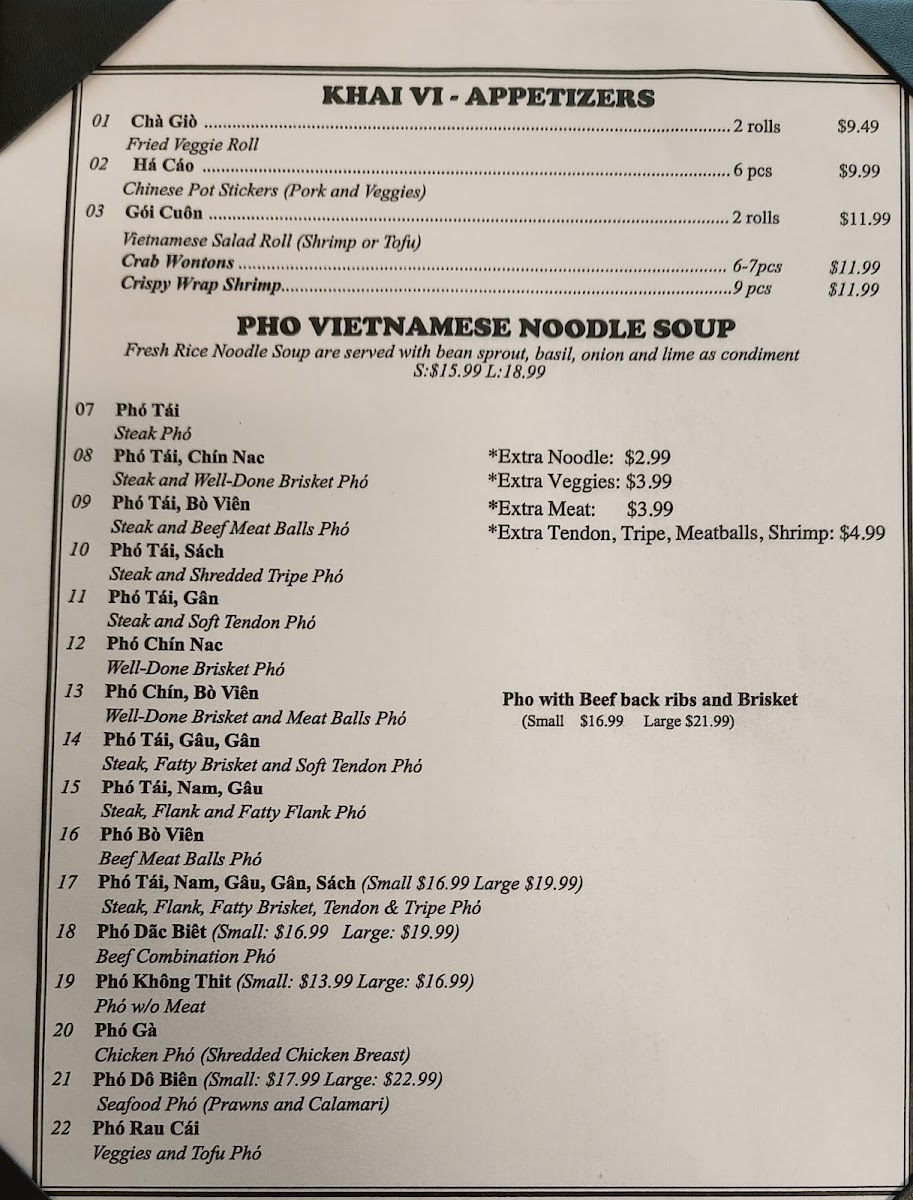 KHAI VI - APPETIZERS
01 Chà Giò ........ 2 rolls $9.49
Fried Veggie Roll
02 Há Cáo ........ 6 pcs $9.99
Chinese Pot Stickers (Pork and Veggies)
03 Gói Cuôn ........ 2 rolls $11.99
Vietnamese Salad Roll (Shrimp or Tofu)
Crab Wontons ........ 6-7pcs $11.99
Crispy Wrap Shrimp........ 9 pcs $11.99
PHO VIETNAMESE NOODLE SOUP
Fresh Rice Noodle Soup are served with bean sprout, basil, onion and lime as condiment
S:$15.99 L:18.99
07 Phó Tái
Steak Phó
08 Phó Tái, Chín Nac *Extra Noodle: $2.99
Steak and Well-Done Brisket Phó *Extra Veggies: $3.99
09 Phó Tái, Bò Viên *Extra Meat: $3.99
Steak and Beef Meat Balls Phó *Extra Tendon, Tripe, Meatballs, Shrimp: $4.99
10 Phó Tái, Sách
Steak and Shredded Tripe Phó
11 Phó Tái, Gân
Steak and Soft Tendon Phó
12 Phó Chín Nac
Well-Done Brisket Phó
13 Phó Chín, Bò Viên Pho with Beef back ribs and Brisket
Well-Done Brisket and Meat Balls Phó (Small $16.99 Large $21.99)
14 Phó Tái, Gâu, Gân
Steak, Fatty Brisket and Soft Tendon Phó
15 Phó Tái, Nam, Gâu
Steak, Flank and Fatty Flank Phó
16 Phó Bò Viên
Beef Meat Balls Phó
17 Phó Tái, Nam, Gâu, Gân, Sách (Small $16.99 Large $19.99)
Steak, Flank, Fatty Brisket, Tendon & Tripe Phó
18 Phó Dãc Biêt (Small: $16.99 Large: $19.99)
Beef Combination Phó
19 Phó Không Thit (Small: $13.99 Large: $16.99)
Phó w/o Meat
20 Phó Gà
Chicken Phó (Shredded Chicken Breast)
21 Phó Dô Biên (Small: $17.99 Large: $22.99)
Seafood Phó (Prawns and Calamari)
22 Phó Rau Cái
Veggies and Tofu Phó